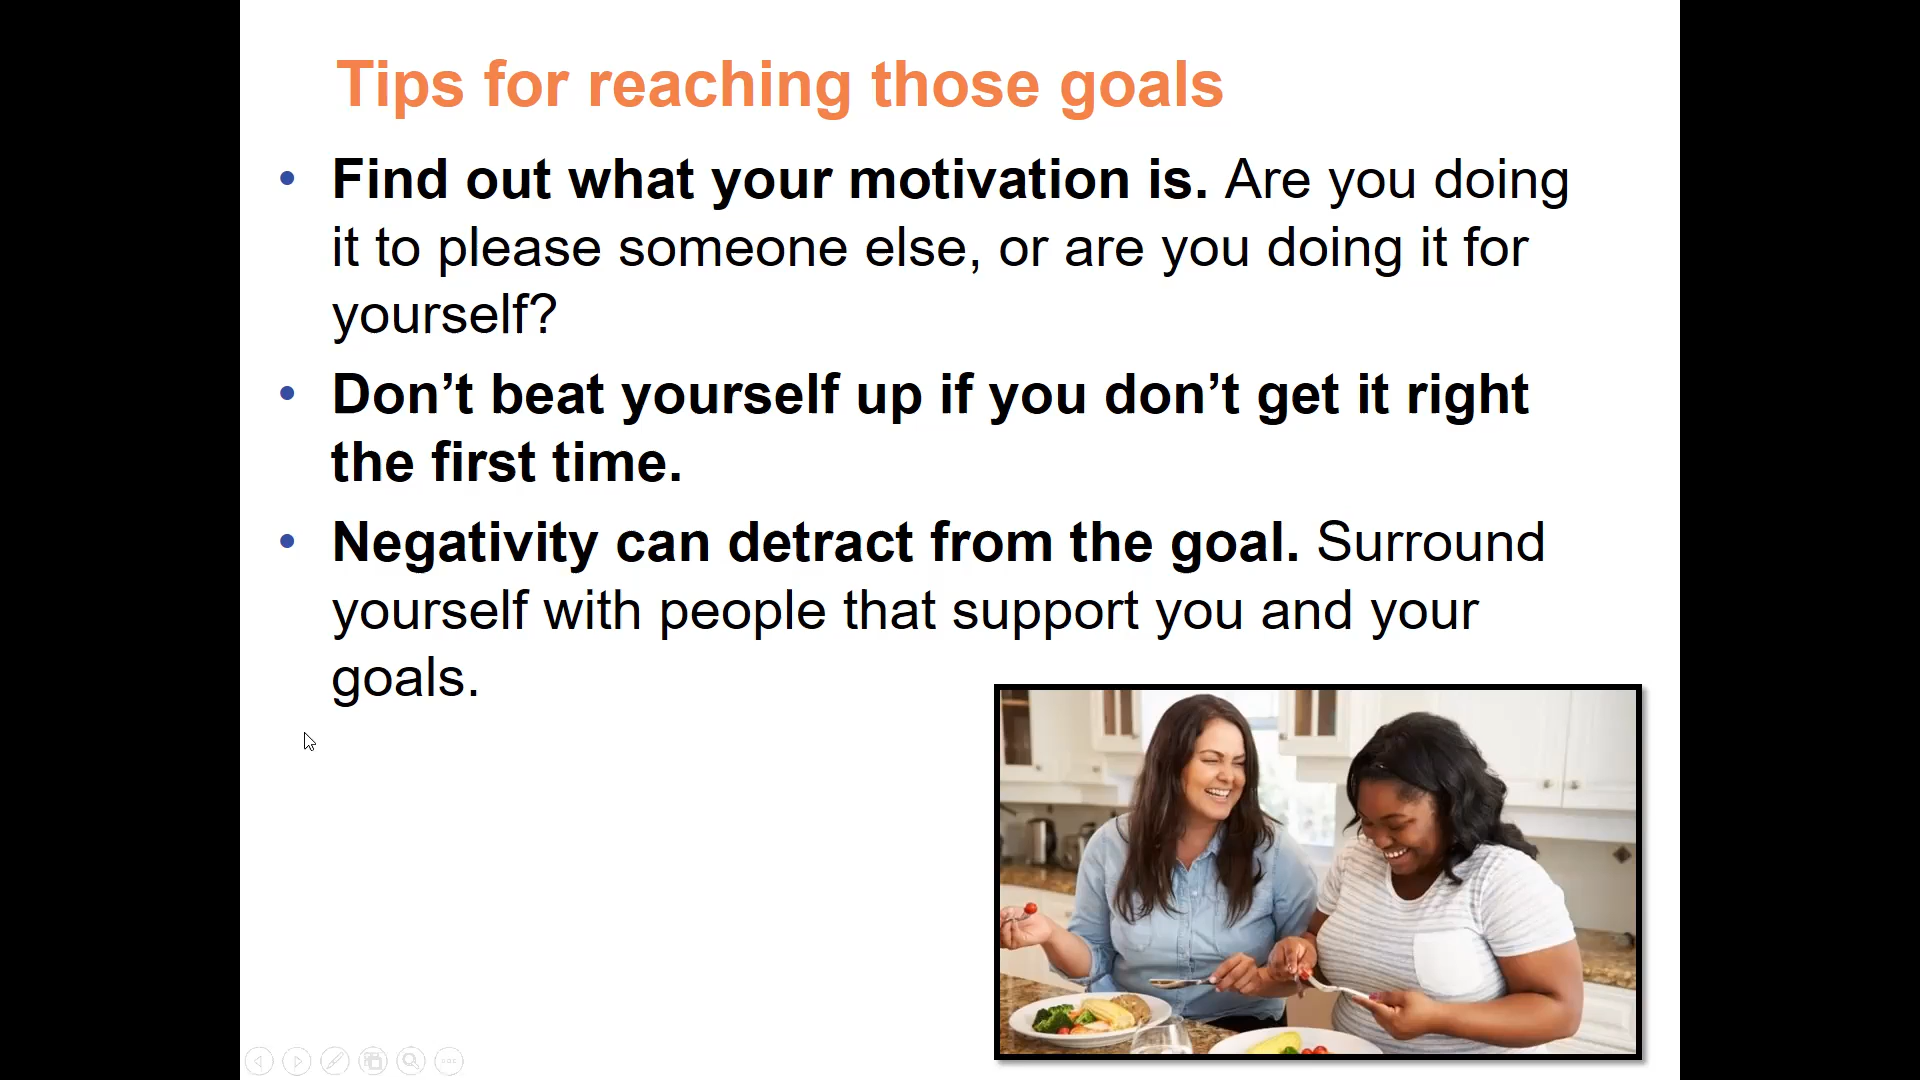 Tips for reaching those goals
• Find out what your motivation is. Are you doing
it to please someone else, or are you doing it for
yourself?
• Don’t beat yourself up if you don’t get it right
the first time.
• Negativity can detract from the goal. Surround
yourself with people that support you and your
goals.